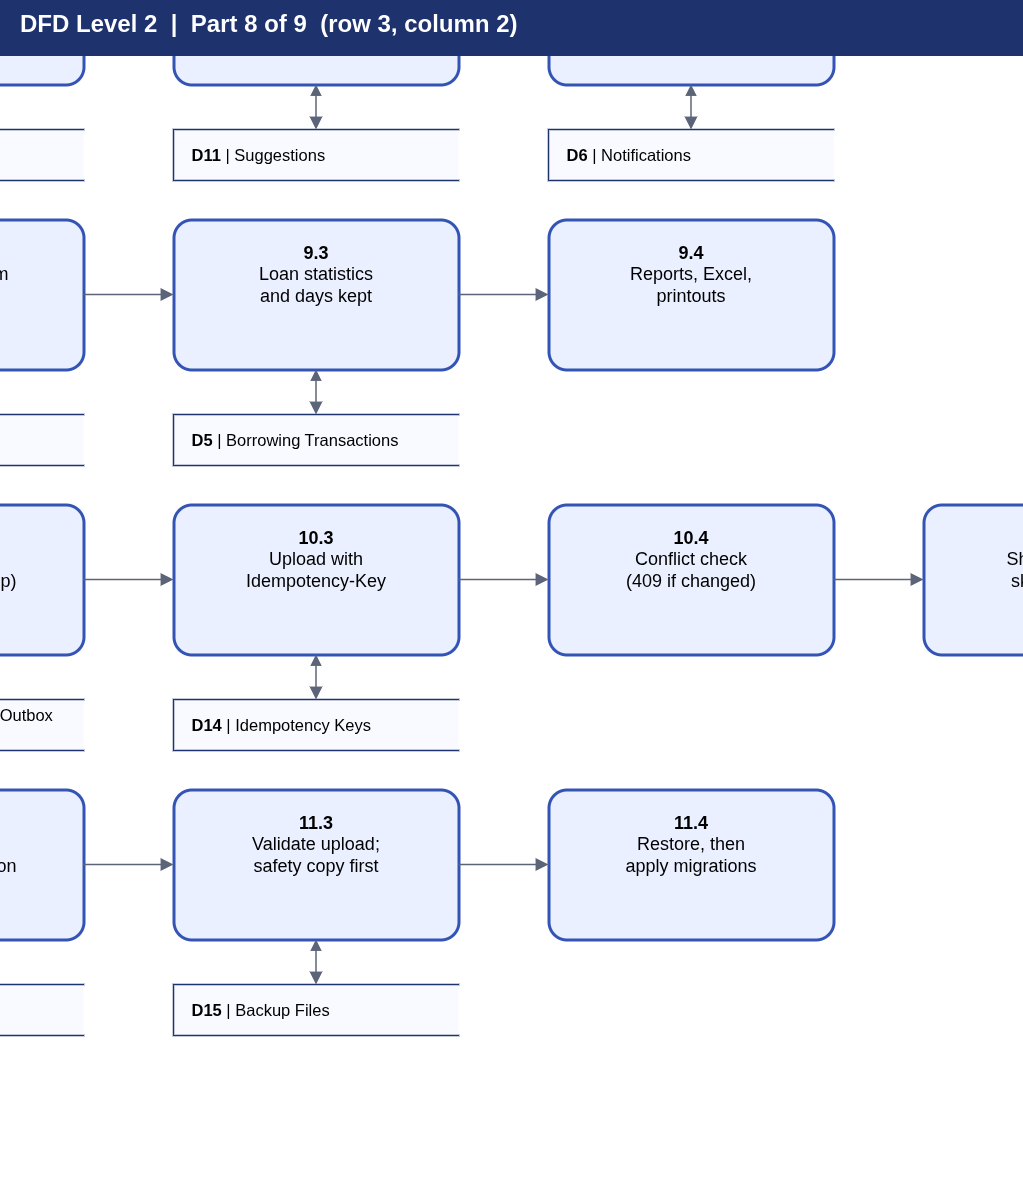 DFD Level 2 | Part 8 of 9 (row 3, column 2)
D11 | Suggestions
D6 | Notifications
9.3
Loan statistics
and days kept
9.4
Reports, Excel,
printouts
D5 | Borrowing Transactions
10.3
Upload with
Idempotency-Key
10.4
Conflict check
(409 if changed)
Outbox
D14 | Idempotency Keys
11.3
Validate upload;
safety copy first
11.4
Restore, then
apply migrations
D15 | Backup Files